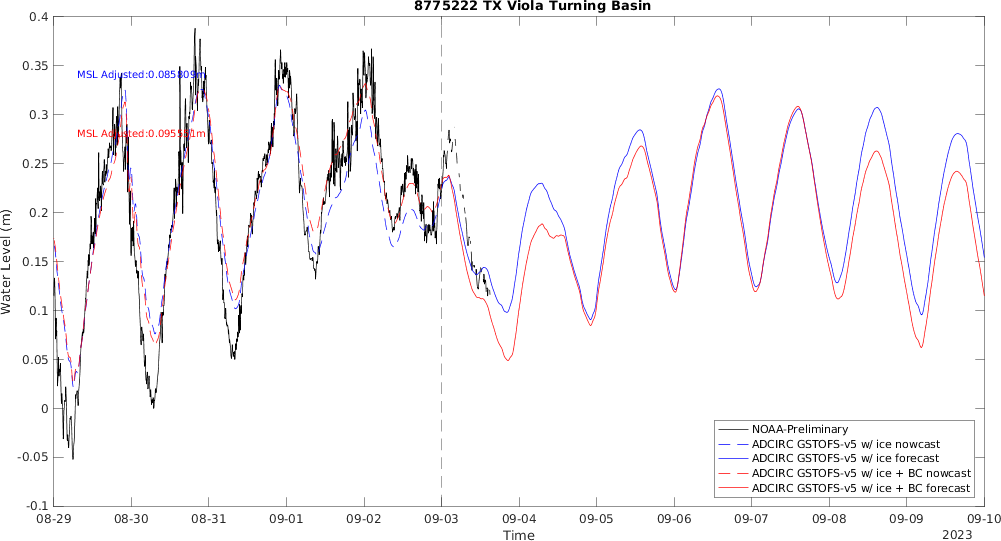 8775222 TX Viola Turning Basin
0.4
0.35
0.3
0.25
0.2
0.15
0.1
0.05
0
-0.05
-0.1
Water Level (m)
MSL Adjusted:0.085809m
MSL Adjusted:
NOAA-Preliminary
ADCIRC GSTOFS-v5 w/ ice nowcast
ADCIRC GSTOFS-v5 w/ ice forecast
ADCIRC GSTOFS-v5 w/ ice + BC nowcast
ADCIRC GSTOFS-v5 w/ ice + BC forecast
08-29 08-30 08-31 09-01 09-02 09-03 09-04 09-05 09-06 09-07 09-08 09-09 09-10
Time
2023